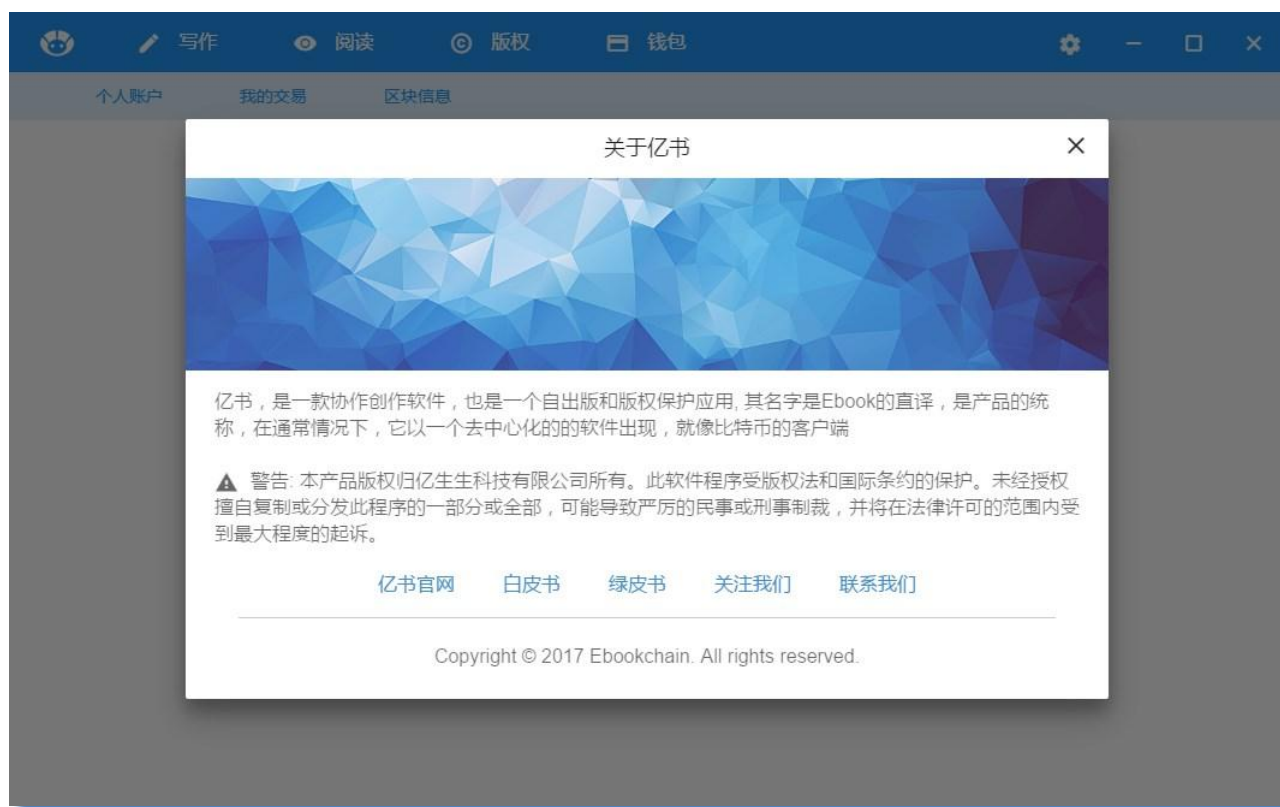 写作 阅读 版权 钱包
个人账户 我的交易 区块信息
关于亿书
亿书，是一款协作创作软件，也是一个自出版和版权保护应用, 其名字是Ebook的直译，是产品的统
称，在通常情况下，它以一个去中心化的的软件出现，就像比特币的客户端
警告: 本产品版权归亿生生科技有限公司所有。此软件程序受版权法和国际条约的保护。未经授权
擅自复制或分发此程序的一部分或全部，可能导致严厉的民事或刑事制裁，并将在法律许可的范围内受
到最大程度的起诉。
亿书官网 白皮书 绿皮书 关注我们 联系我们
Copyright © 2017 Ebookchain. All rights reserved.